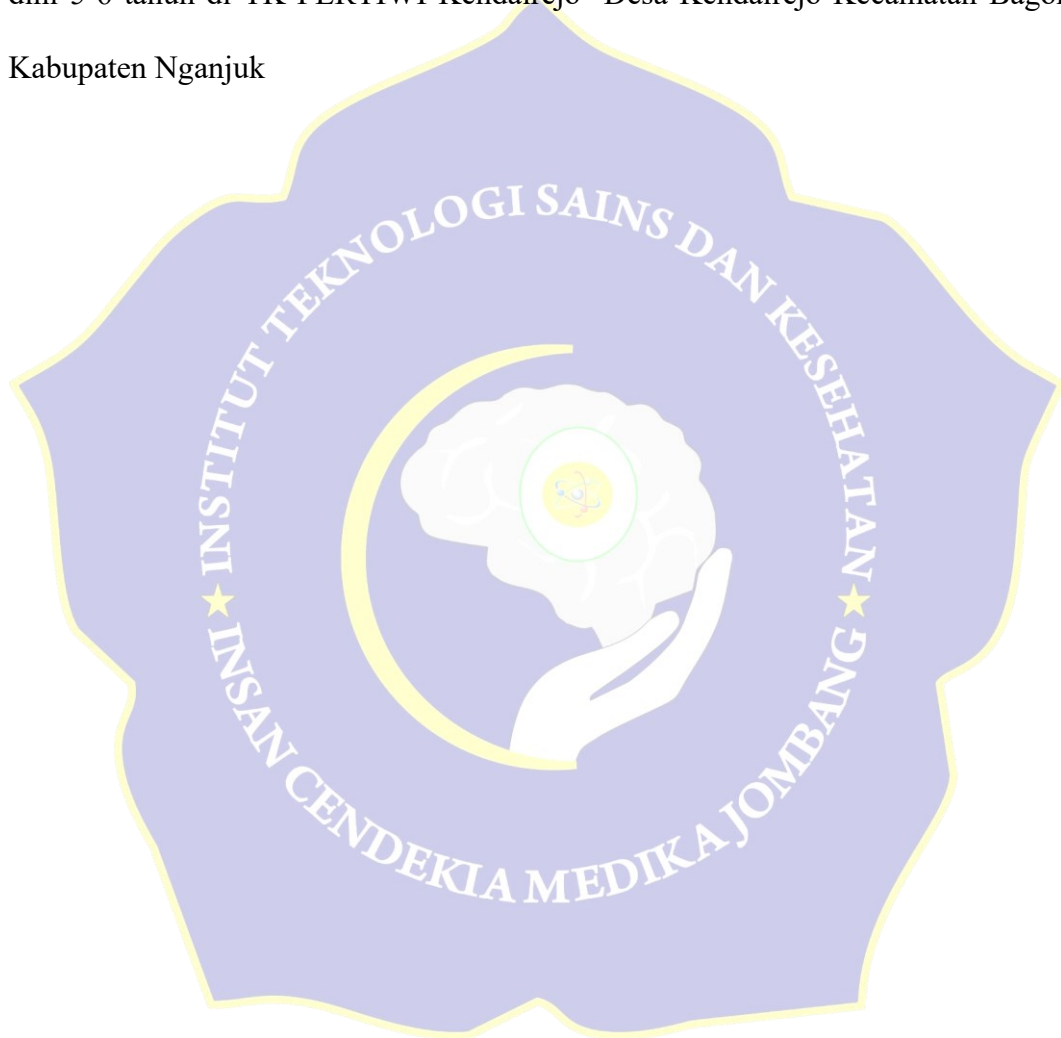 dini 5-6 tahun di TK PERTIWI Kendalrejo Desa Kendalrejo Kecamatan Bagor
Kabupaten Nganjuk
INSTITUT TEKNOLOGI SAINS DAN KESEHATAN
★ INSAN CENDEKIA MEDIKA JOMBANG ★